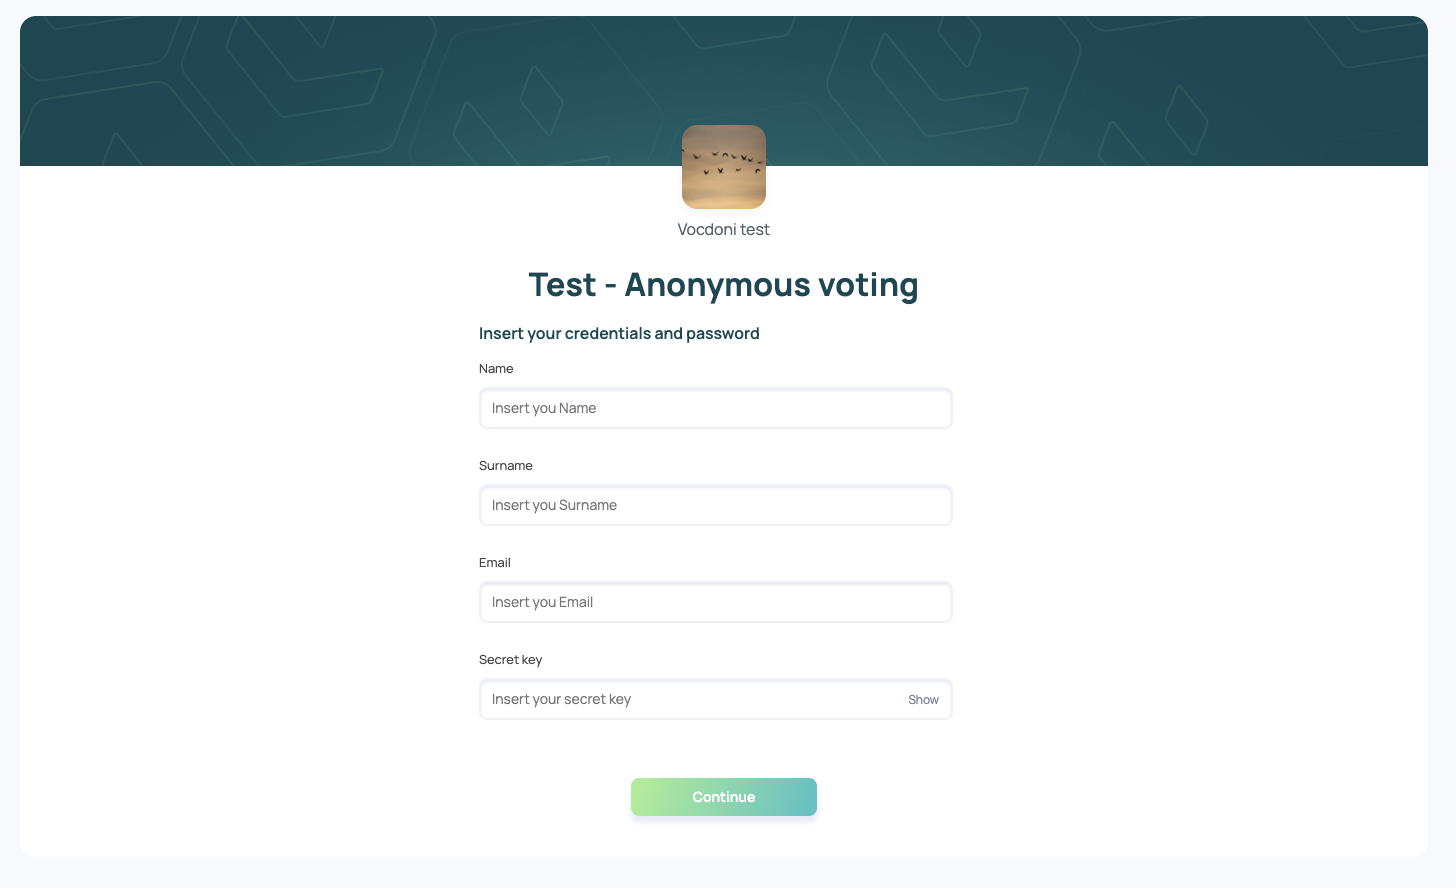 Vocdoni test
Test - Anonymous voting
Insert your credentials and password
Name
Insert you Name
Surname
Insert you Surname
Email
Insert you Email
Secret key
Insert your secret key Show
Continue